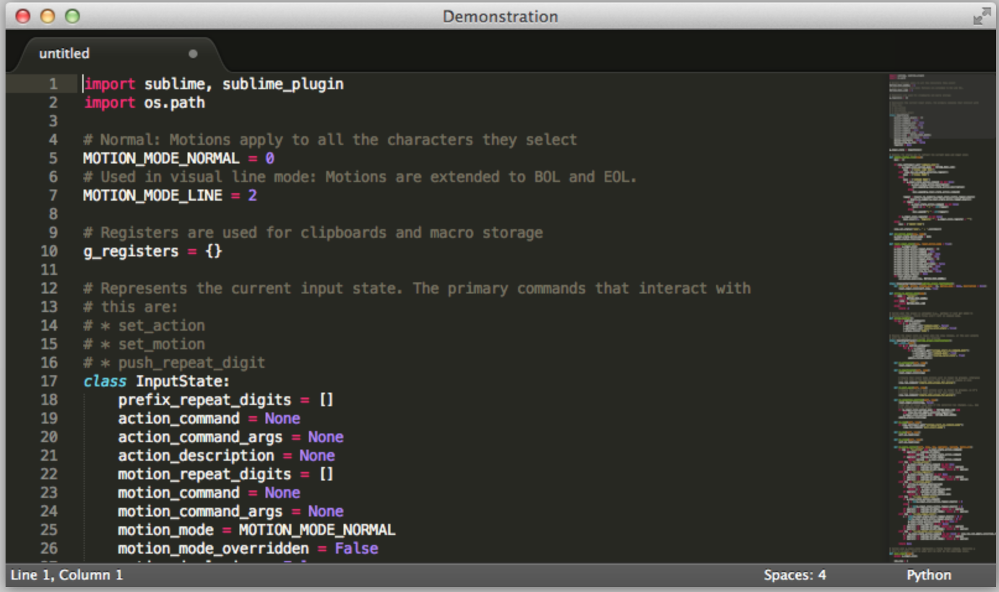 Demonstration
untitled
1 import sublime, sublime_plugin
2 import os.path
3
4 # Normal: Motions apply to all the characters they select
5 MOTION_MODE_NORMAL = 0
6 # Used in visual line mode: Motions are extended to BOL and EOL.
7 MOTION_MODE_LINE = 2
8
9 # Registers are used for clipboards and macro storage
10 g_registers = {}
11
12 # Represents the current input state. The primary commands that interact with
13 # this are:
14 # * set_action
15 # * set_motion
16 # * push_repeat_digit
17 class InputState:
18     prefix_repeat_digits = []
19     action_command = None
20     action_command_args = None
21     action_description = None
22     motion_repeat_digits = []
23     motion_command = None
24     motion_command_args = None
25     motion_mode = MOTION_MODE_NORMAL
26     motion_mode_overridden = False
Line 1, Column 1 Spaces: 4 Python